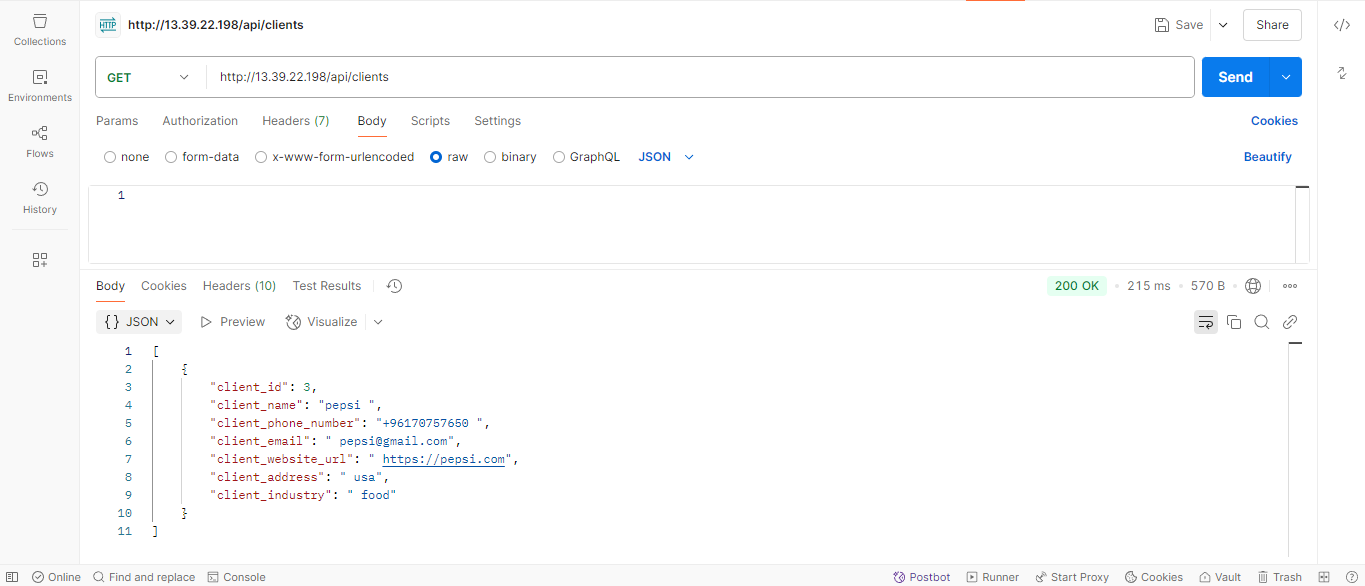 Collections
Environments
Flows
History
HTTP http://13.39.22.198/api/clients
Save
Share
GET http://13.39.22.198/api/clients
Send
Params Authorization Headers (7) Body Scripts Settings
Cookies
none form-data x-www-form-urlencoded raw binary GraphQL JSON
Beautify
1
Body Cookies Headers (10) Test Results
200 OK • 215 ms • 570 B •
{} JSON Preview Visualize
1 [
2 {
3 "client_id": 3,
4 "client_name": "pepsi ",
5 "client_phone_number": "+96170757650 ",
6 "client_email": " pepsi@gmail.com",
7 "client_website_url": " https://pepsi.com",
8 "client_address": " usa",
9 "client_industry": " food"
10 }
11 ]
Online Find and replace Console
Postbot Runner Start Proxy Cookies Vault Trash